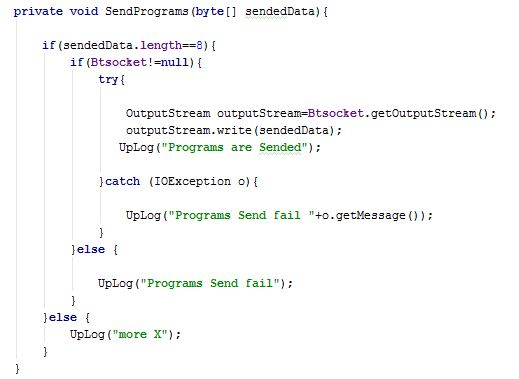 private void SendPrograms(byte[] sendedData){
if(sendedData.length==8){
if(Btsocket!=null){
try{
OutputStream outputStream=Btsocket.getOutputStream();
outputStream.write(sendedData);
UpLog("Programs are Sended");
}catch (IOException o){
UpLog("Programs Send fail "+o.getMessage());
}
}else {
UpLog("Programs Send fail");
}
}else {
UpLog("more X");
}
}